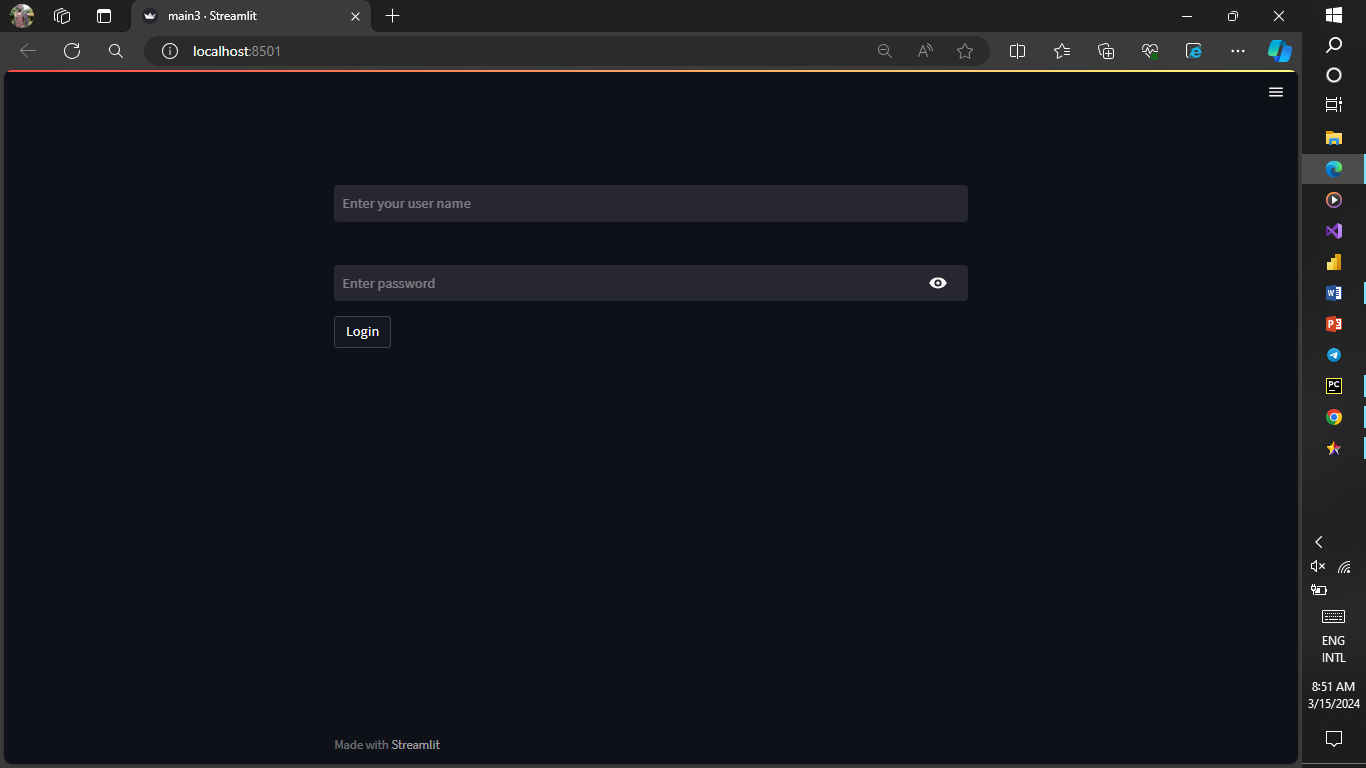 main3 · Streamlit
localhost:8501
Enter your user name
Enter password
Login
Made with Streamlit
PC
ENG
INTL
8:51 AM
3/15/2024